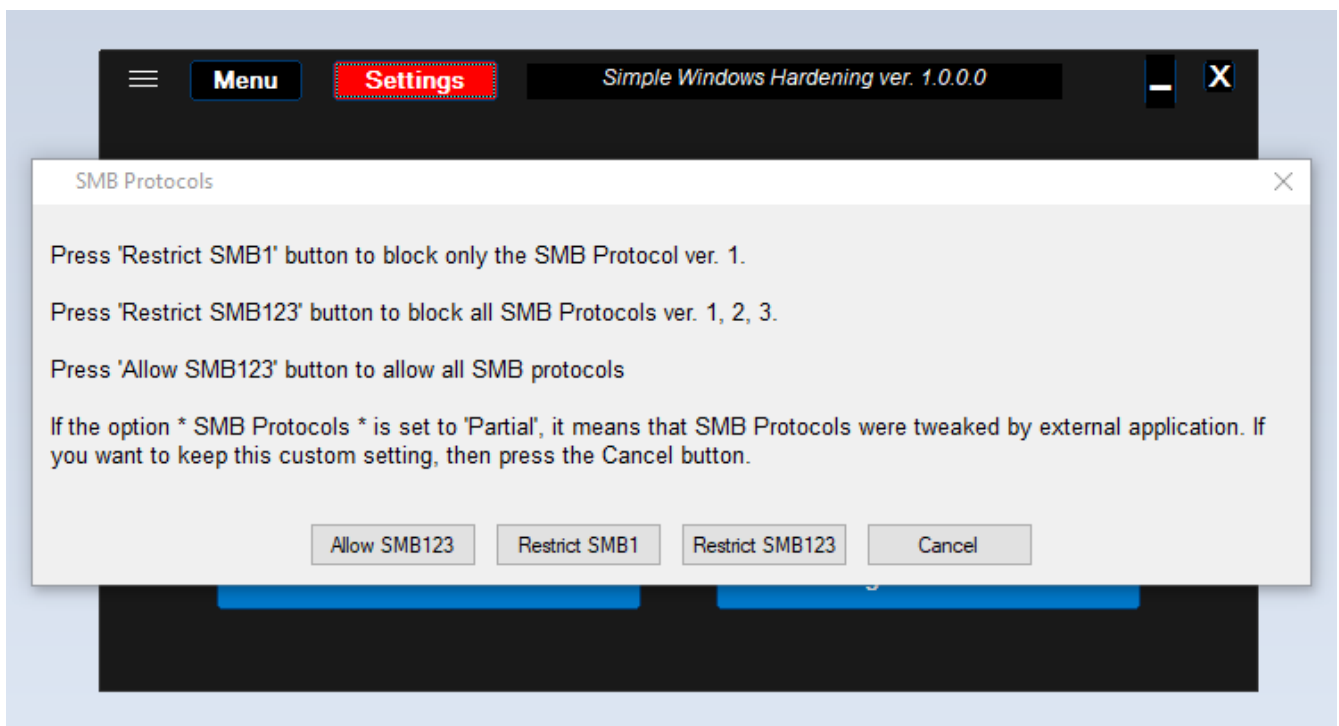 Menu
Settings
Simple Windows Hardening ver. 1.0.0.0
X
SMB Protocols
Press 'Restrict SMB1' button to block only the SMB Protocol ver. 1.
Press 'Restrict SMB123' button to block all SMB Protocols ver. 1, 2, 3.
Press 'Allow SMB123' button to allow all SMB protocols
If the option * SMB Protocols * is set to 'Partial', it means that SMB Protocols were tweaked by external application. If
you want to keep this custom setting, then press the Cancel button.
Allow SMB123
Restrict SMB1
Restrict SMB123
Cancel